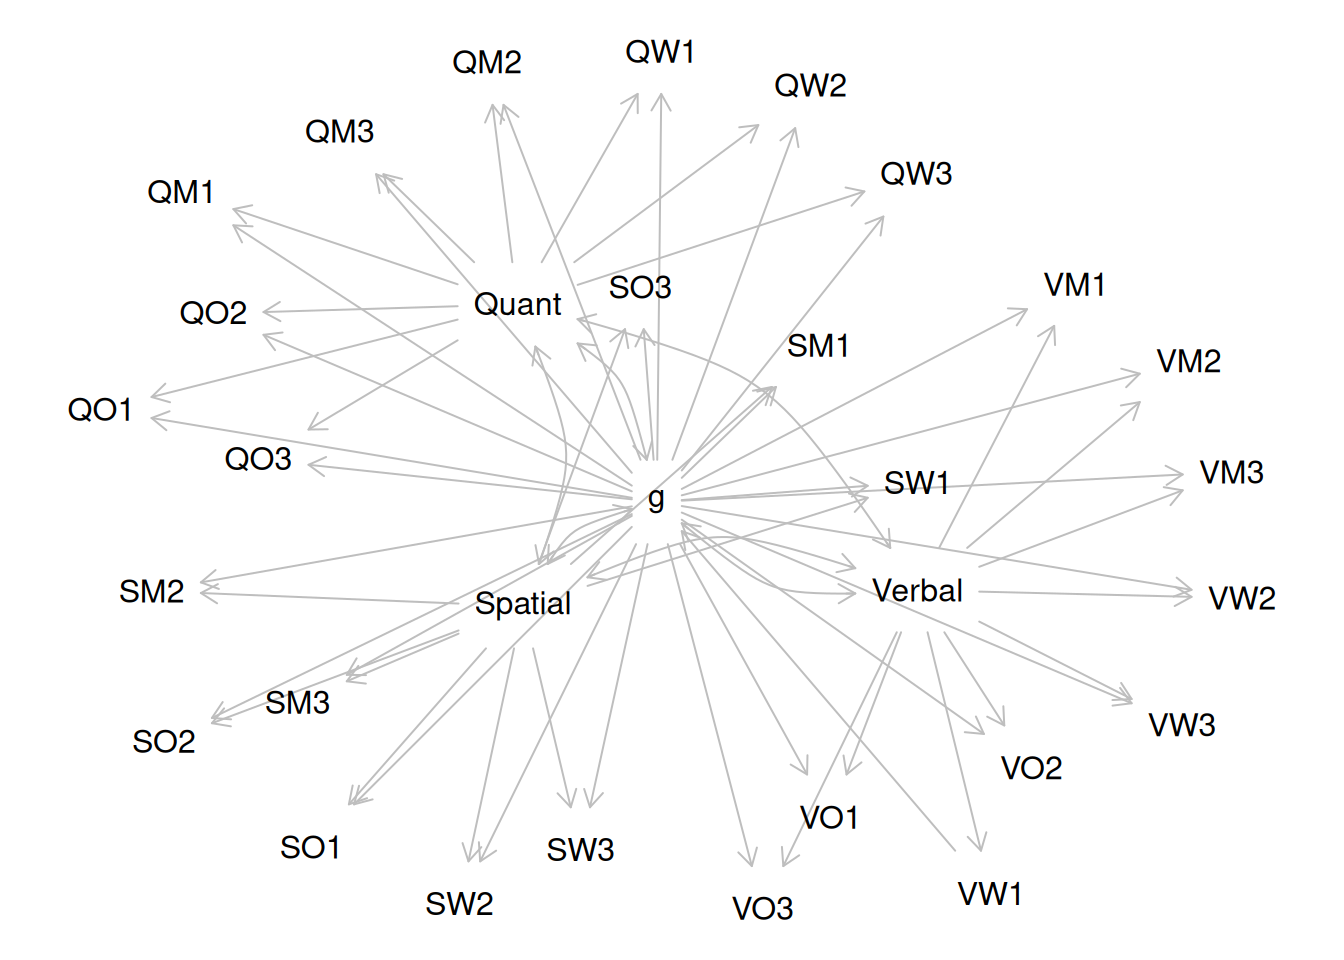 QW1
QM2
QW2
QM3
QW3
QM1
VM1
SO3
Quant
QO2
SM1
VM2
QO1
QO3
VM3
SW1
g
Verbal
SM2
VW2
Spatial
SM3
VW3
SO2
VO2
VO1
SO1
SW3
VW1
SW2
VO3